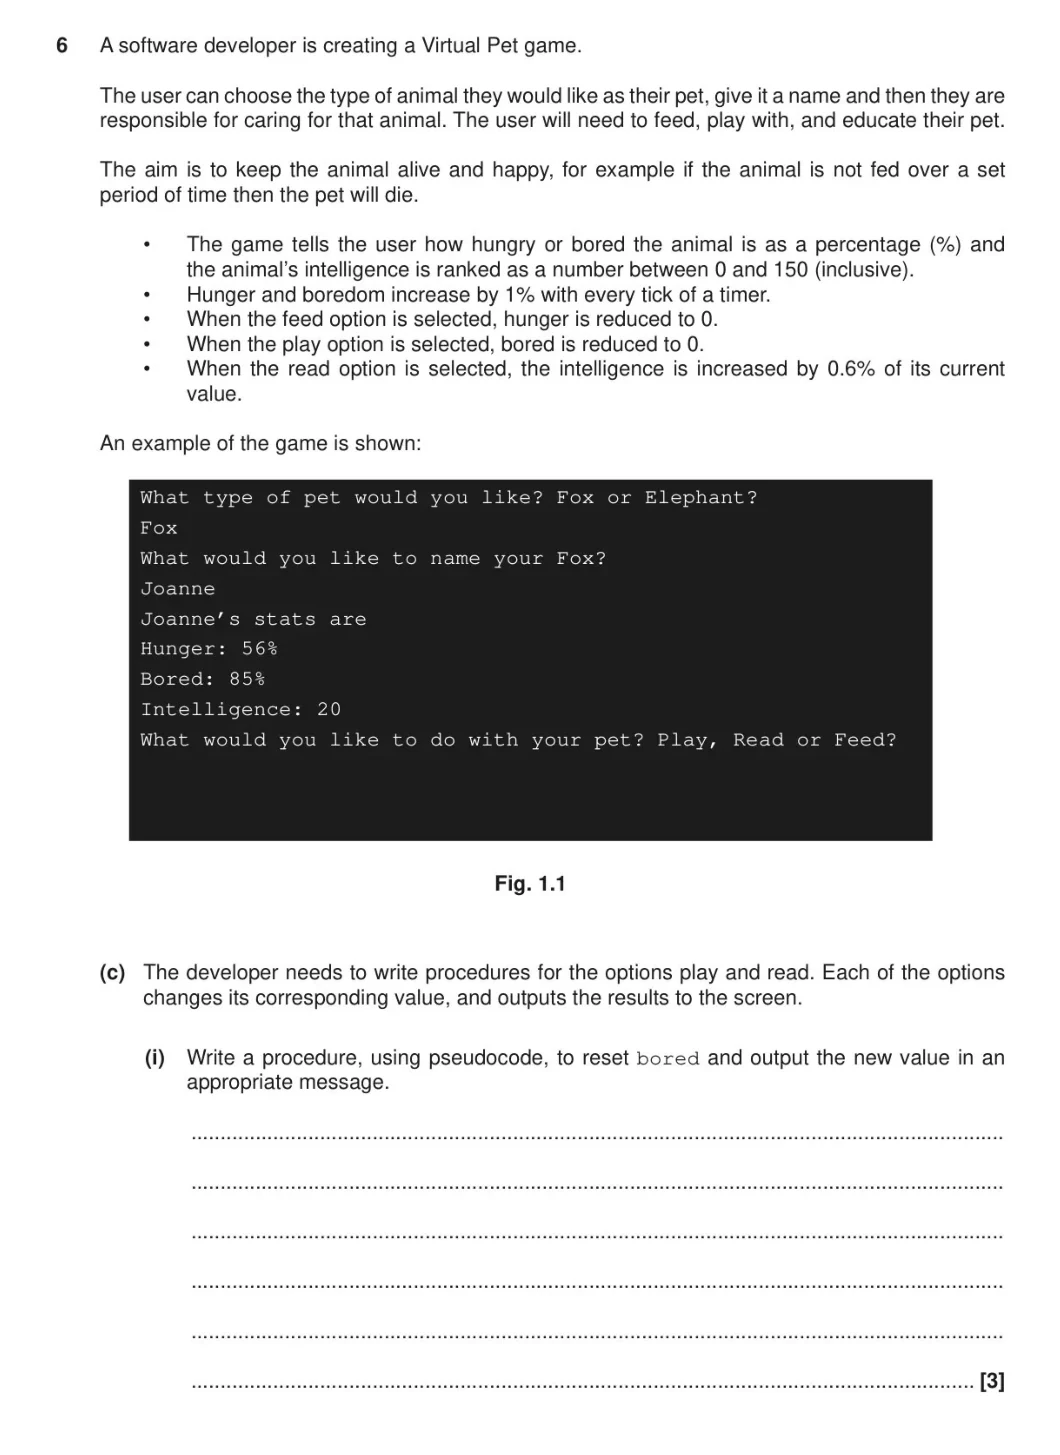 6 A software developer is creating a Virtual Pet game.
The user can choose the type of animal they would like as their pet, give it a name and then they are
responsible for caring for that animal. The user will need to feed, play with, and educate their pet.
The aim is to keep the animal alive and happy, for example if the animal is not fed over a set
period of time then the pet will die.
• The game tells the user how hungry or bored the animal is as a percentage (%) and
the animal's intelligence is ranked as a number between 0 and 150 (inclusive).
• Hunger and boredom increase by 1% with every tick of a timer.
• When the feed option is selected, hunger is reduced to 0.
• When the play option is selected, bored is reduced to 0.
• When the read option is selected, the intelligence is increased by 0.6% of its current
value.
An example of the game is shown:
What type of pet would you like? Fox or Elephant?
Fox
What would you like to name your Fox?
Joanne
Joanne's stats are
Hunger: 56%
Bored: 85%
Intelligence: 20
What would you like to do with your pet? Play, Read or Feed?
Fig. 1.1
(c) The developer needs to write procedures for the options play and read. Each of the options
changes its corresponding value, and outputs the results to the screen.
(i) Write a procedure, using pseudocode, to reset bored and output the new value in an
appropriate message.
[3]